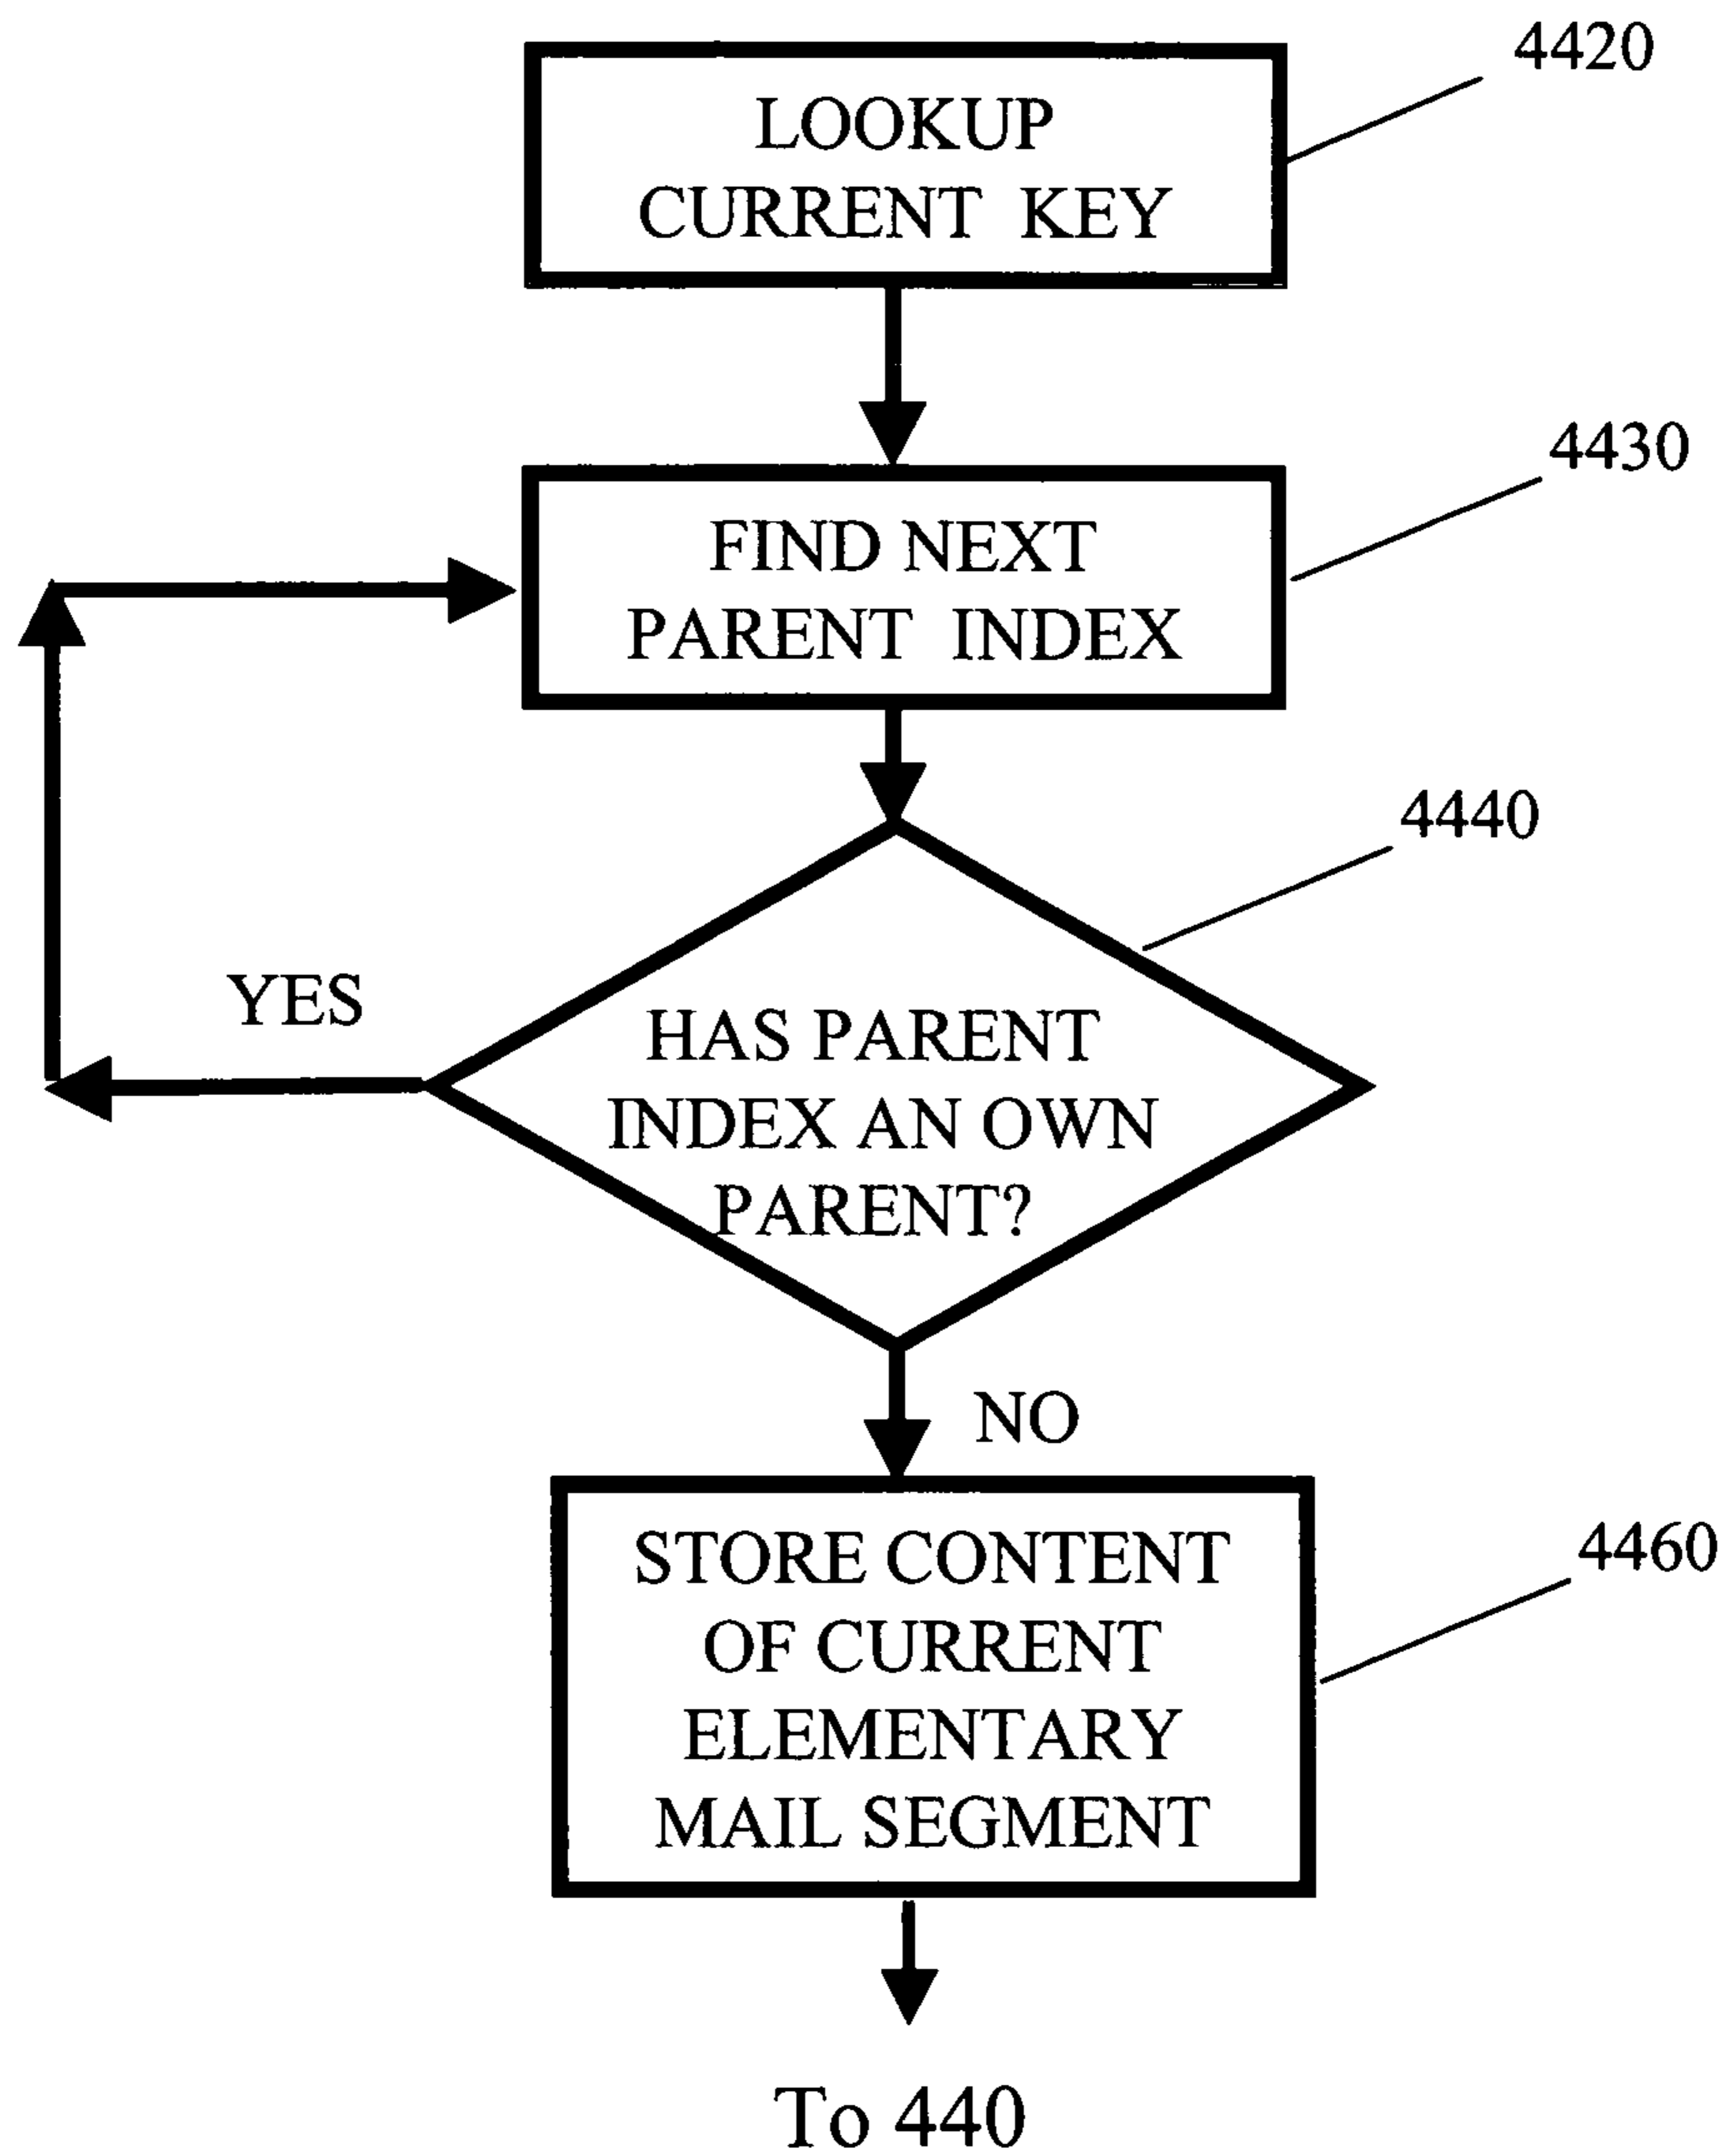 4420
LOOKUP
CURRENT KEY
4430
FIND NEXT
PARENT INDEX
4440
YES
HAS PARENT
INDEX AN OWN
PARENT?
NO
STORE CONTENT
OF CURRENT
ELEMENTARY
MAIL SEGMENT
4460
To 440